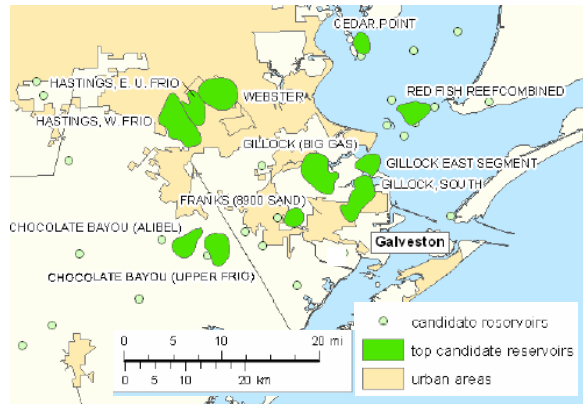 CEDAR POINT
HASTINGS, E. U. FRIO
WEBSTER
RED FISH REEFCOMBINED
HASTINGS, W. FRIO
GILLOCK (BIG GAS)
GILLOCK EAST SEGMENT
GILLOCK, SOUTH
FRANKS (8900 SAND)
CHOCOLATE BAYOU (ALIBEL)
Galveston
CHOCOLATE BAYOU (UPPER FRIO)
0 5 10 20 mi
0 5 10 20 km
candidato rosorvoirs
top candidate reservoirs
urban areas